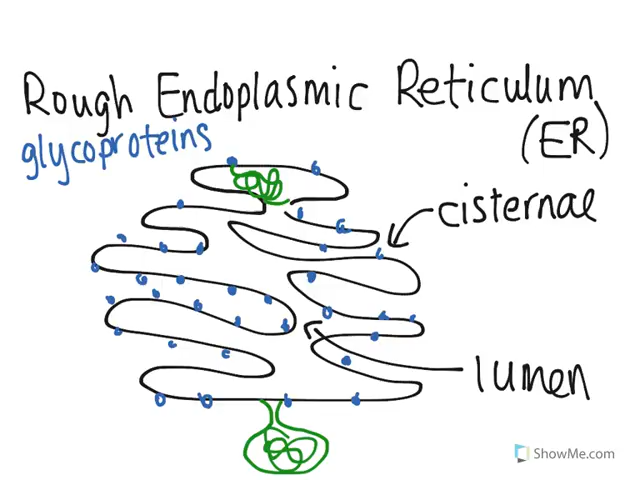 Rough Endoplasmic Reticulum
(ER)
glycoproteins
cisternae
lumen
ShowMe.com